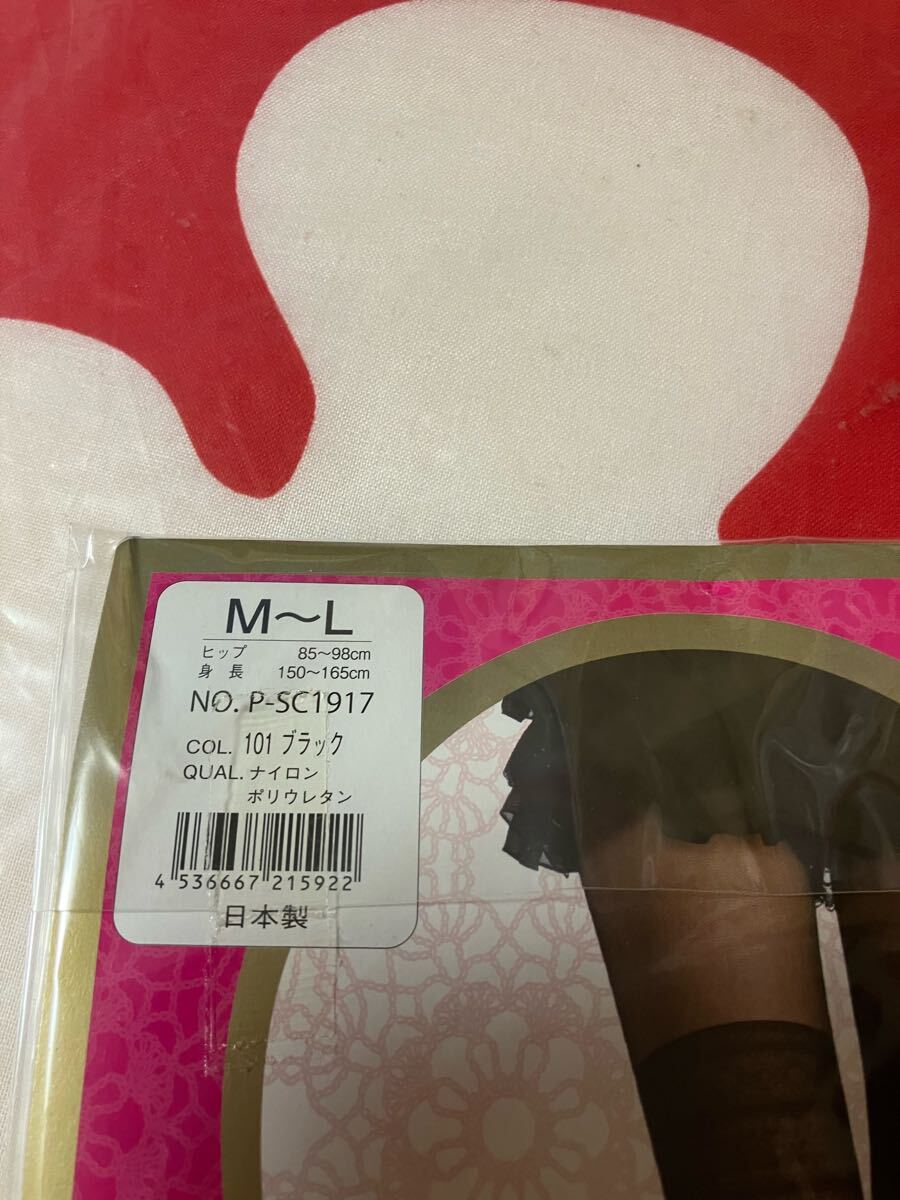 M〜L
ヒップ 85〜98cm
身長 150〜165cm
NO. P-SC1917
COL. 101 ブラック
QUAL. ナイロン
ポリウレタン
4 536667 215922
日本製